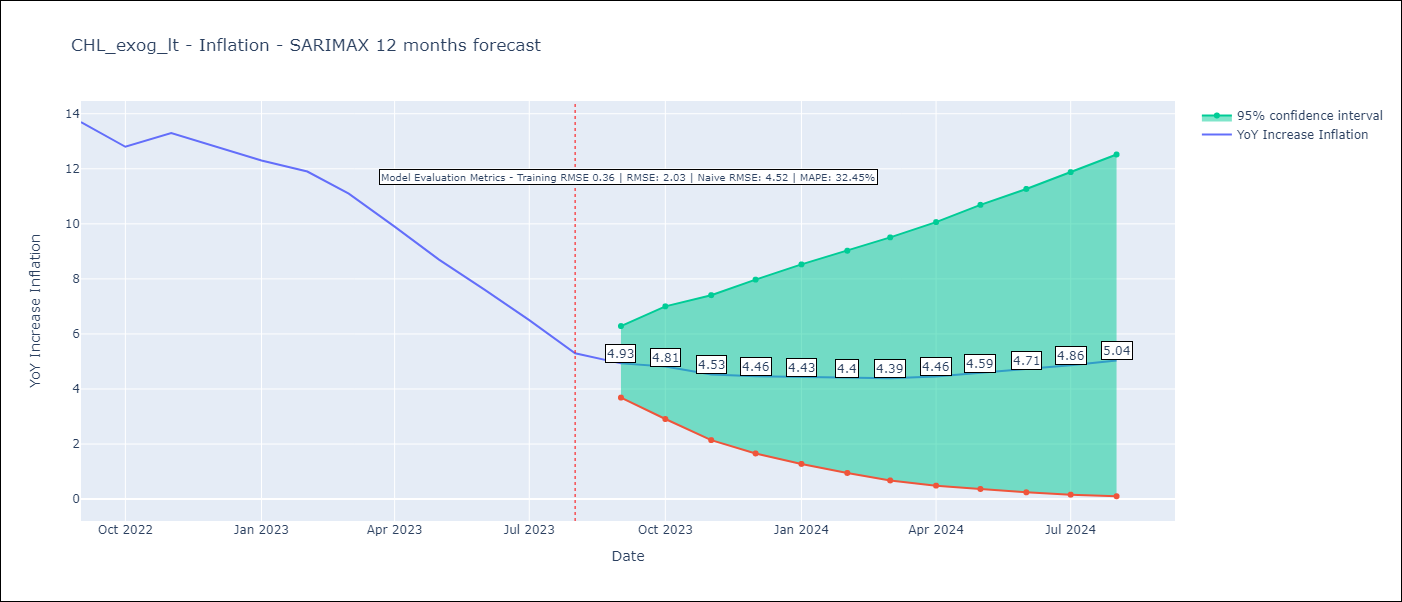 CHL_exog_lt - Inflation - SARIMAX 12 months forecast
95% confidence interval
YoY Increase Inflation
Model Evaluation Metrics - Training RMSE 0.36 | RMSE: 2.03 | Naive RMSE: 4.52 | MAPE: 32.45%
YoY Increase Inflation
14
12
10
8
6
4
2
0
4.93
4.81
4.53
4.46
4.43
4.4
4.39
4.46
4.59
4.71
4.86
5.04
Oct 2022
Jan 2023
Apr 2023
Jul 2023
Oct 2023
Jan 2024
Apr 2024
Jul 2024
Date